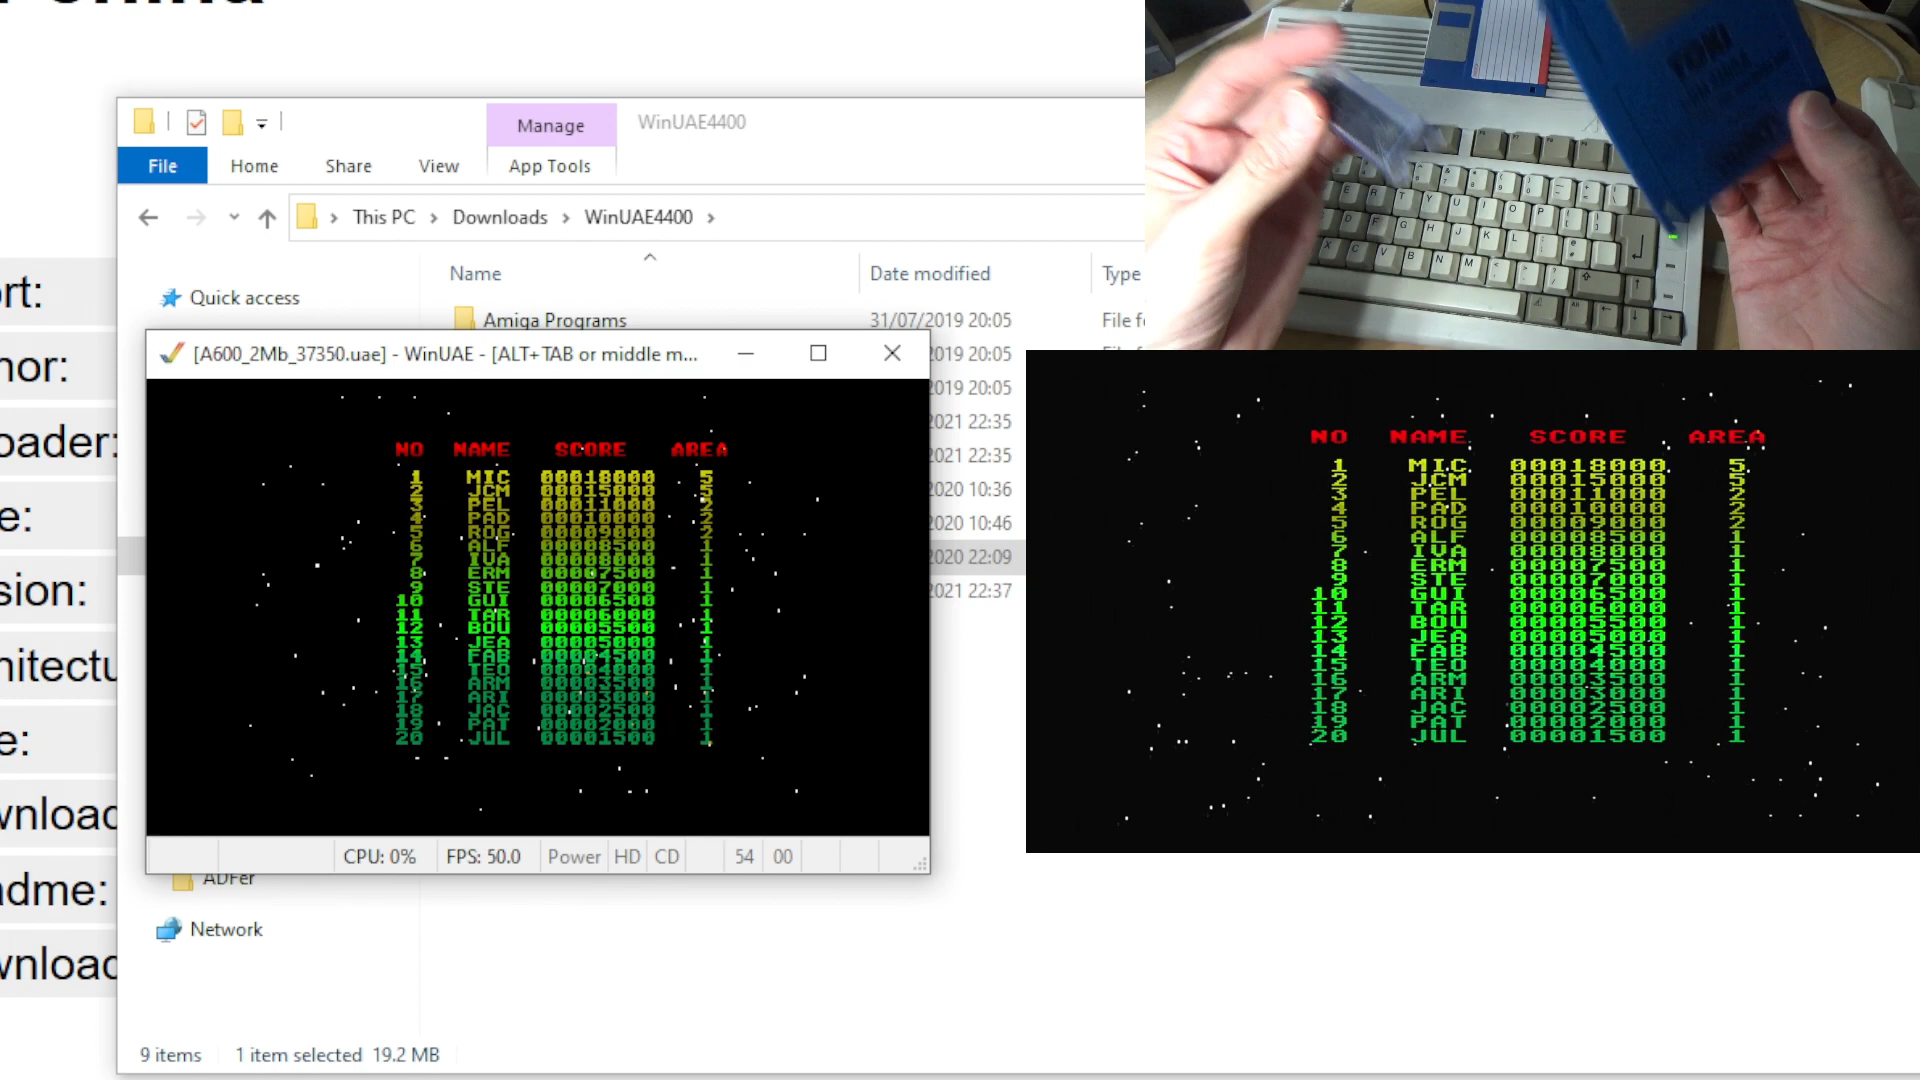 Manage
WinUAE4400
File
Home
Share
View
App Tools
This PC
Downloads
WinUAE4400
Name
Date modified
Type
Quick access
Amiga Programs
31/07/2019 20:05
File f
2019 20:05
2019 20:05
2021 22:35
2021 22:35
2020 10:36
2020 10:46
2020 22:09
2021 22:37
[A600_2Mb_37350.uae] - WinUAE - [ALT+TAB or middle m...
NO NAME SCORE AREA
1 MIC 00018000 5
2 JCM 00015000 5
3 PEL 00011000 2
4 PAD 00010000 2
5 ROG 00009000 2
6 ALF 00008500 1
7 IVA 00008000 1
8 ERM 00007500 1
9 STE 00007000 1
10 GUI 00006500 1
11 TAR 00006000 1
12 BOU 00005500 1
13 JEA 00005000 1
14 FAB 00004500 1
15 TEO 00004000 1
16 ARM 00003500 1
17 ARI 00003000 1
18 JAC 00002500 1
19 PAT 00002000 1
20 JUL 00001500 1
CPU: 0%
FPS: 50.0
Power
HD
CD
54
00
ADFer
Network
9 items
1 item selected 19.2 MB
rt:
nor:
oader:
e:
sion:
hitectu
e:
wnload
adme:
wnload
NO NAME SCORE AREA
1 MIC 00018000 5
2 JCM 00015000 5
3 PEL 00011000 2
4 PAD 00010000 2
5 ROG 00009000 2
6 ALF 00008500 1
7 IVA 00008000 1
8 ERM 00007500 1
9 STE 00007000 1
10 GUI 00006500 1
11 TAR 00006000 1
12 BOU 00005500 1
13 JEA 00005000 1
14 FAB 00004500 1
15 TEO 00004000 1
16 ARM 00003500 1
17 ARI 00003000 1
18 JAC 00002500 1
19 PAT 00002000 1
20 JUL 00001500 1